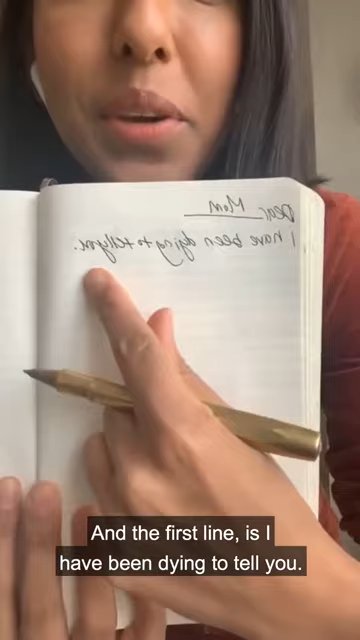 Dear Mom
I have been dying to tell you.
And the first line, is I
have been dying to tell you.